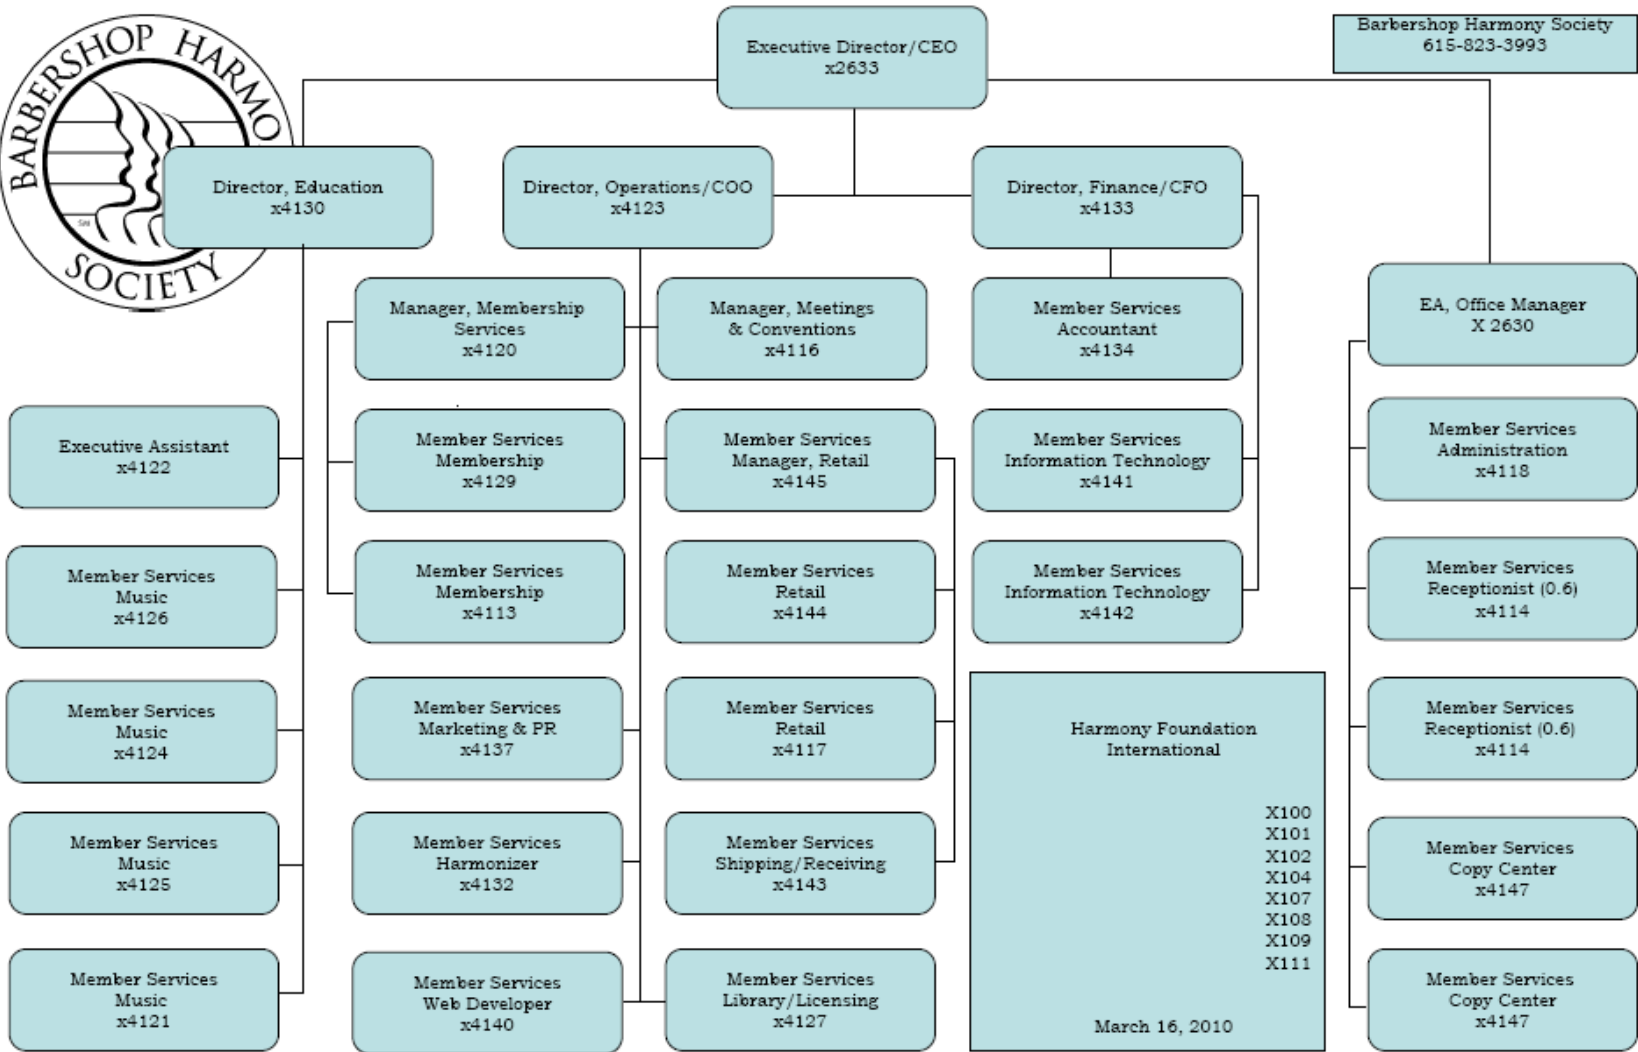 BARBERSHOP HARMO
SOCIETY
SM
Executive Director/CEO
x2633
Barbershop Harmony Society
615-823-3993
Director, Education
x4130
Director, Operations/COO
x4123
Director, Finance/CFO
x4133
Manager, Membership
Services
x4120
Manager, Meetings
& Conventions
x4116
Member Services
Accountant
x4134
EA, Office Manager
X 2630
Executive Assistant
x4122
Member Services
Membership
x4129
Member Services
Manager, Retail
x4145
Member Services
Information Technology
x4141
Member Services
Administration
x4118
Member Services
Music
x4126
Member Services
Membership
x4113
Member Services
Retail
x4144
Member Services
Information Technology
x4142
Member Services
Receptionist (0.6)
x4114
Member Services
Music
x4124
Member Services
Marketing & PR
x4137
Member Services
Retail
x4117
Harmony Foundation
International
X100
X101
X102
X104
X107
X108
X109
X111
March 16, 2010
Member Services
Receptionist (0.6)
x4114
Member Services
Music
x4125
Member Services
Harmonizer
x4132
Member Services
Shipping/Receiving
x4143
Member Services
Copy Center
x4147
Member Services
Music
x4121
Member Services
Web Developer
x4140
Member Services
Library/Licensing
x4127
Member Services
Copy Center
x4147